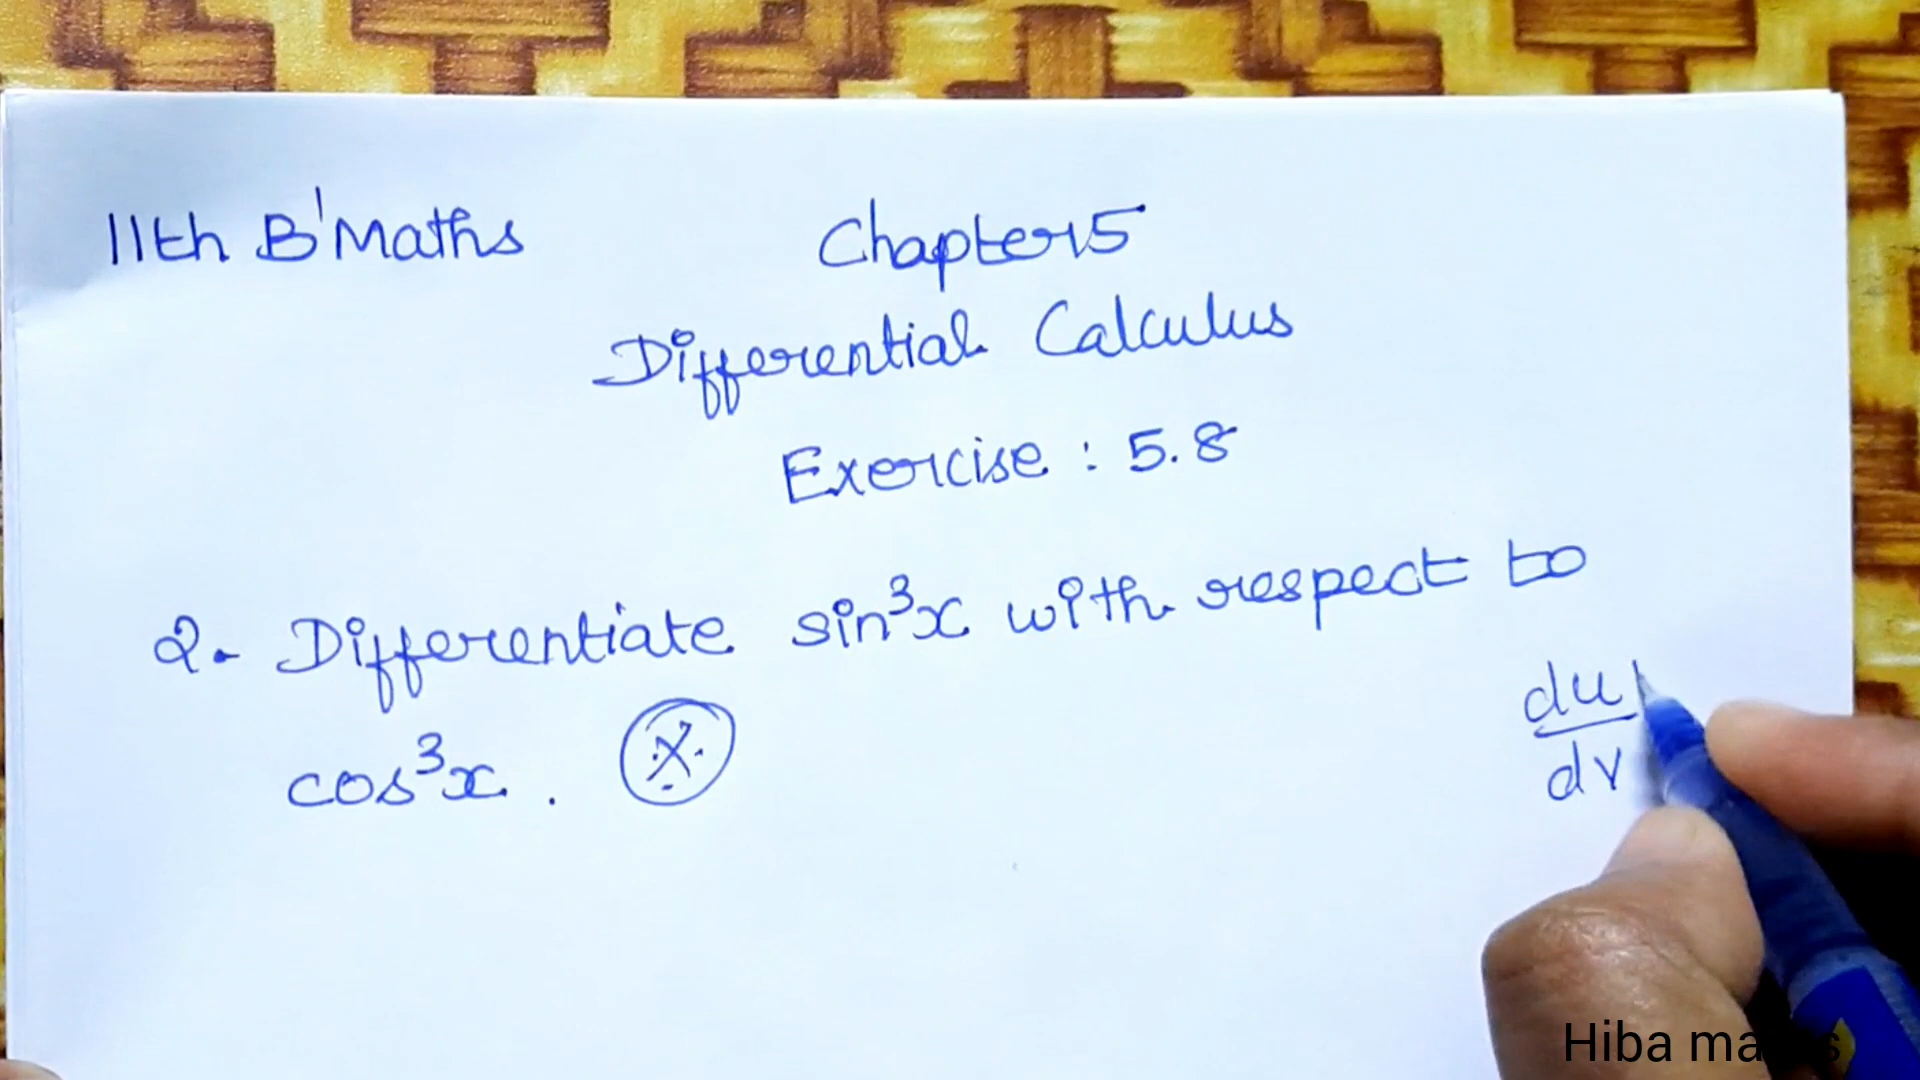 11th B'Maths Chapter 5
Differential Calculus
Exercise : 5.8
2. Differentiate sin³x with respect to
cos³x.
du
dv
Hiba